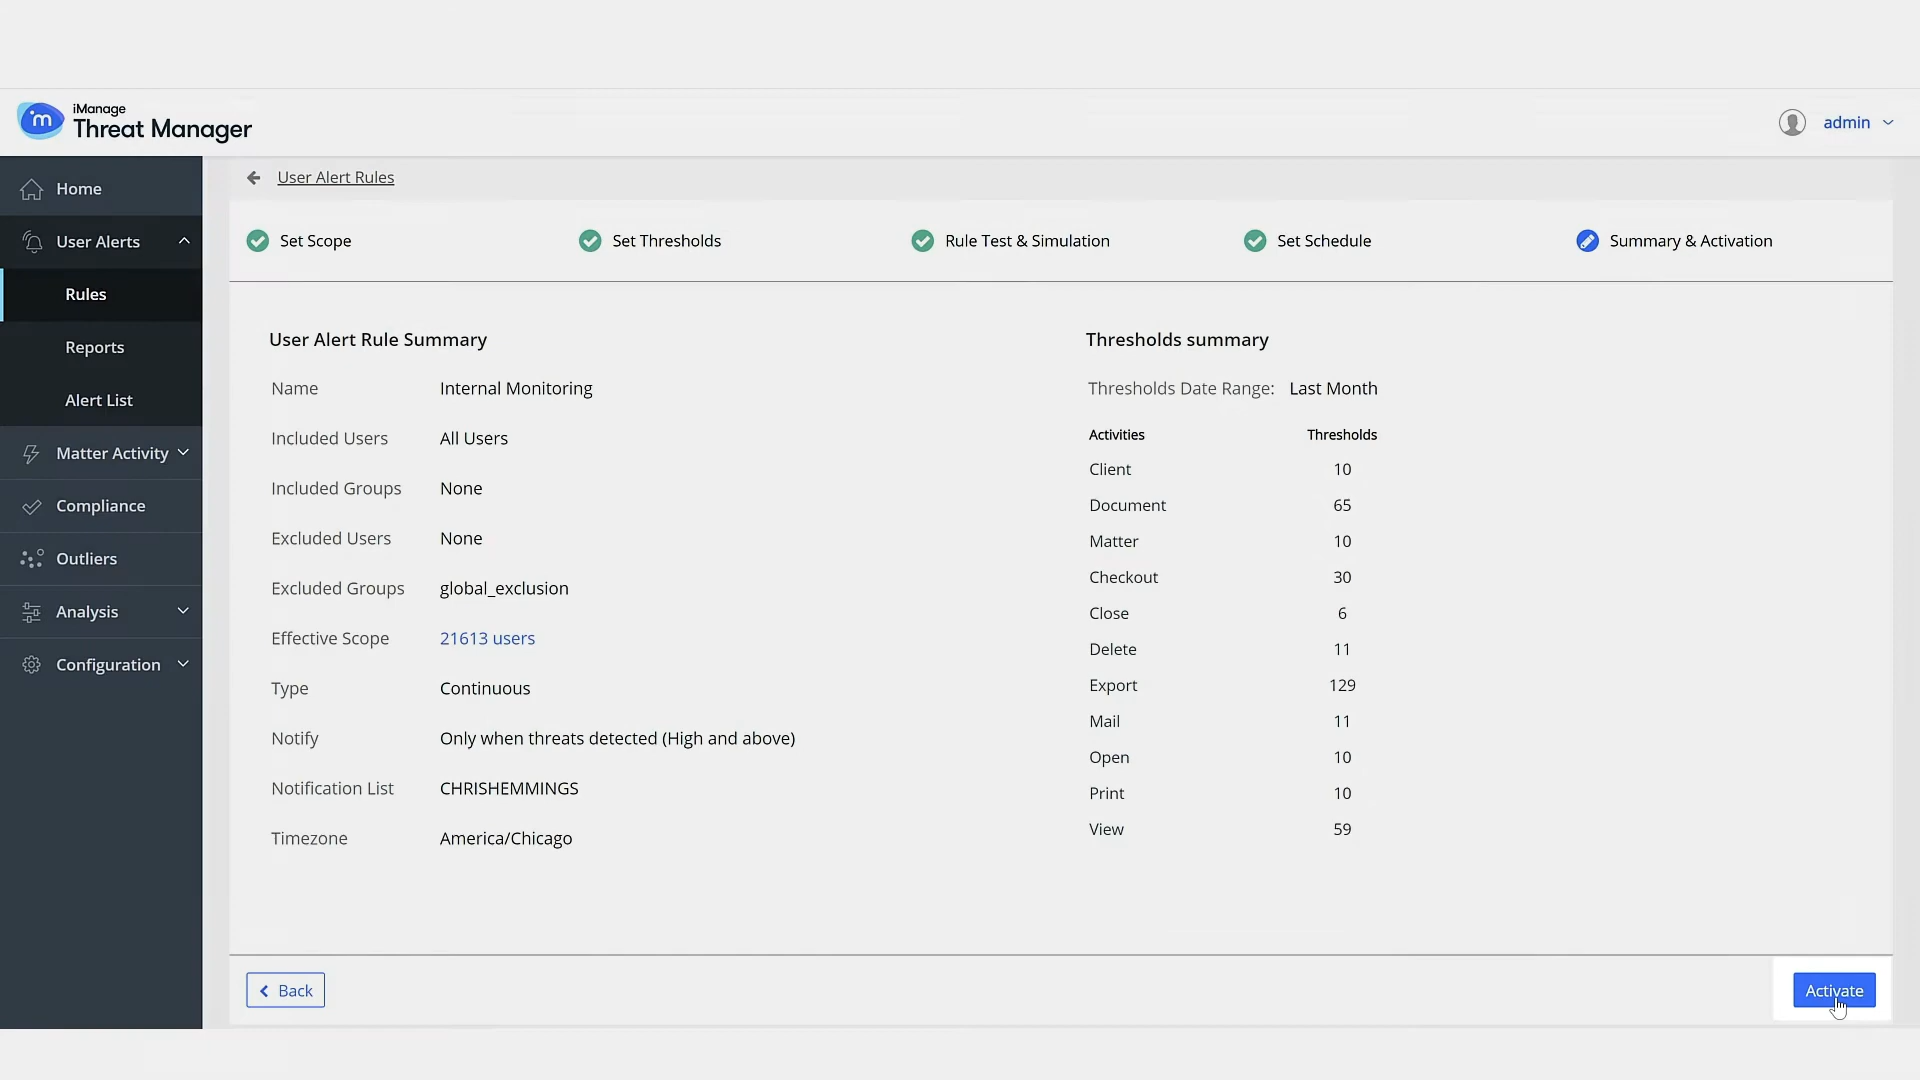 iManage
Threat Manager
admin
Home
User Alerts
Rules
Reports
Alert List
Matter Activity
Compliance
Outliers
Analysis
Configuration
User Alert Rules
Set Scope
Set Thresholds
Rule Test & Simulation
Set Schedule
Summary & Activation
User Alert Rule Summary
Name Internal Monitoring
Included Users All Users
Included Groups None
Excluded Users None
Excluded Groups global_exclusion
Effective Scope 21613 users
Type Continuous
Notify Only when threats detected (High and above)
Notification List CHRISHEMMINGS
Timezone America/Chicago
Thresholds summary
Thresholds Date Range: Last Month
Activities Thresholds
Client 10
Document 65
Matter 10
Checkout 30
Close 6
Delete 11
Export 129
Mail 11
Open 10
Print 10
View 59
Back
Activate